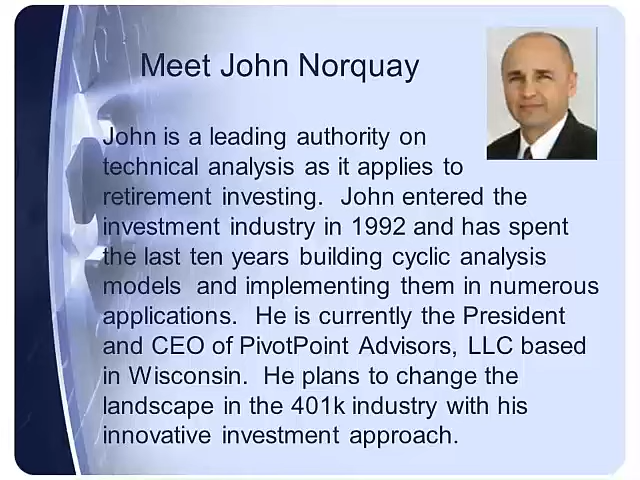 Meet John Norquay
John is a leading authority on
technical analysis as it applies to
retirement investing. John entered the
investment industry in 1992 and has spent
the last ten years building cyclic analysis
models and implementing them in numerous
applications. He is currently the President
and CEO of PivotPoint Advisors, LLC based
in Wisconsin. He plans to change the
landscape in the 401k industry with his
innovative investment approach.